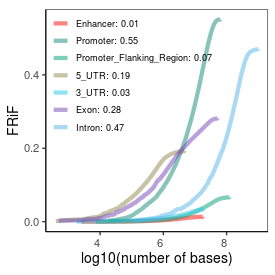 Enhancer: 0.01
Promoter: 0.55
Promoter_Flanking_Region: 0.07
5_UTR: 0.19
3_UTR: 0.03
Exon: 0.28
Intron: 0.47
FRiF
0.4
0.2
0.0
4 6 8
log10(number of bases)